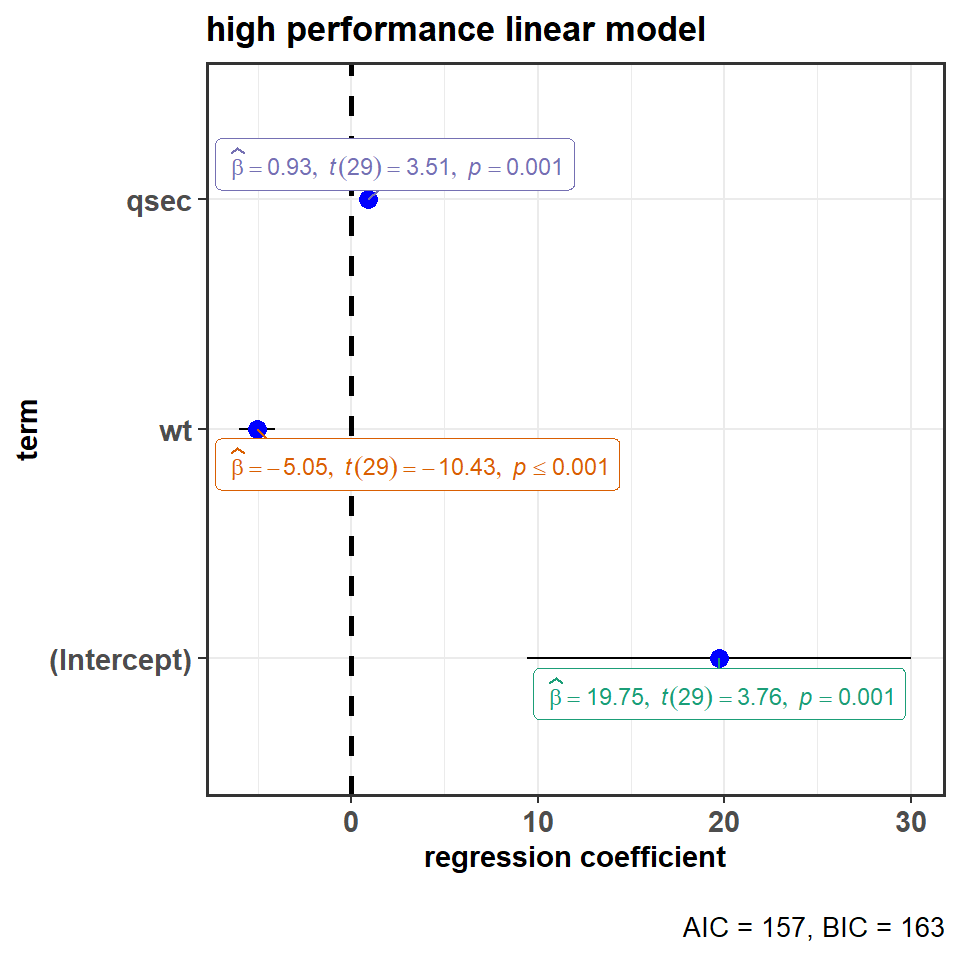 high performance linear model
β̂ = 0.93, t(29) = 3.51, p = 0.001
qsec
term
wt
β̂ = −5.05, t(29) = −10.43, p ≤ 0.001
(Intercept)
β̂ = 19.75, t(29) = 3.76, p = 0.001
0 10 20 30
regression coefficient
AIC = 157, BIC = 163